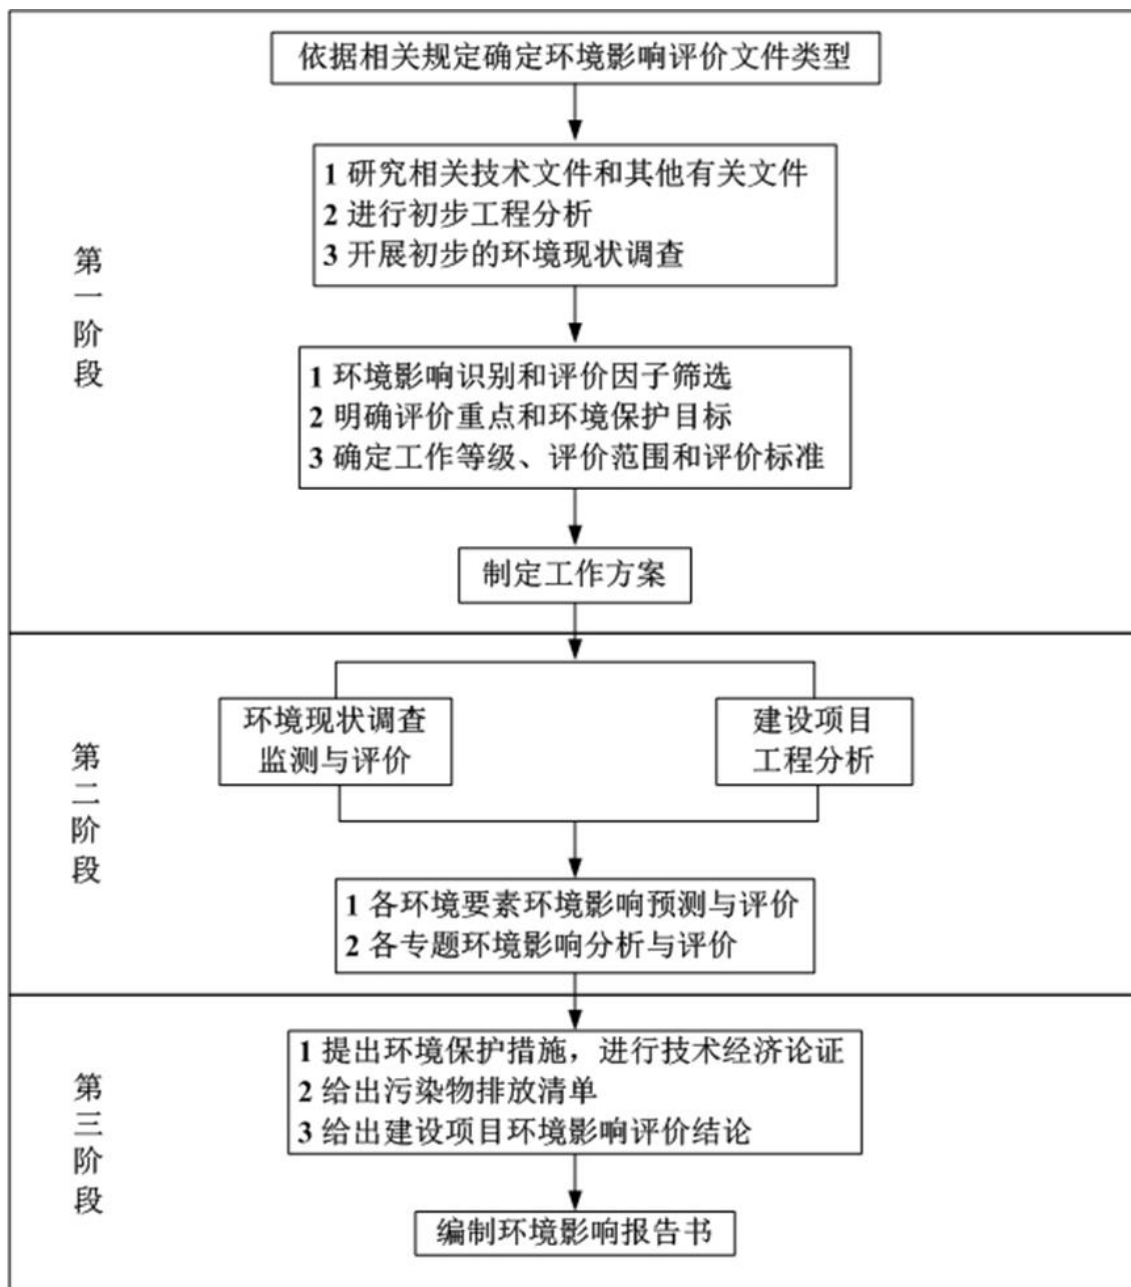 依据相关规定确定环境影响评价文件类型
1 研究相关技术文件和其他有关文件
2 进行初步工程分析
3 开展初步的环境现状调查
第一阶段
1 环境影响识别和评价因子筛选
2 明确评价重点和环境保护目标
3 确定工作等级、评价范围和评价标准
制定工作方案
环境现状调查
监测与评价
建设项目
工程分析
第二阶段
1 各环境要素环境影响预测与评价
2 各专题环境影响分析与评价
1 提出环境保护措施，进行技术经济论证
2 给出污染物排放清单
3 给出建设项目环境影响评价结论
第三阶段
编制环境影响报告书